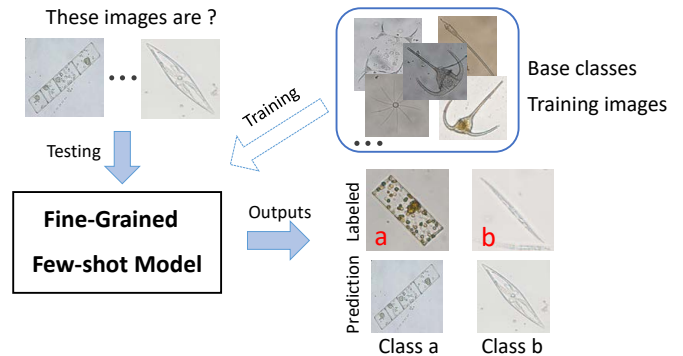 These images are ?
Base classes
Training images
Training
Testing
Fine-Grained
Few-shot Model
Outputs
Labeled
a
b
Prediction
Class a
Class b